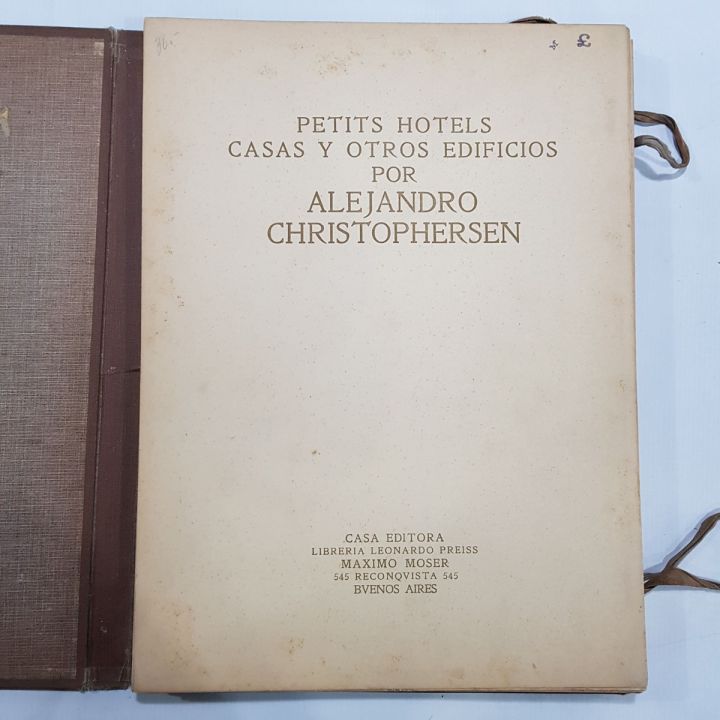 £
PETITS HOTELS
CASAS Y OTROS EDIFICIOS
POR
ALEJANDRO
CHRISTOPHERSEN
CASA EDITORA
LIBRERIA LEONARDO PREISS
MAXIMO MOSER
545 RECONQVISTA 545
BVENOS AIRES